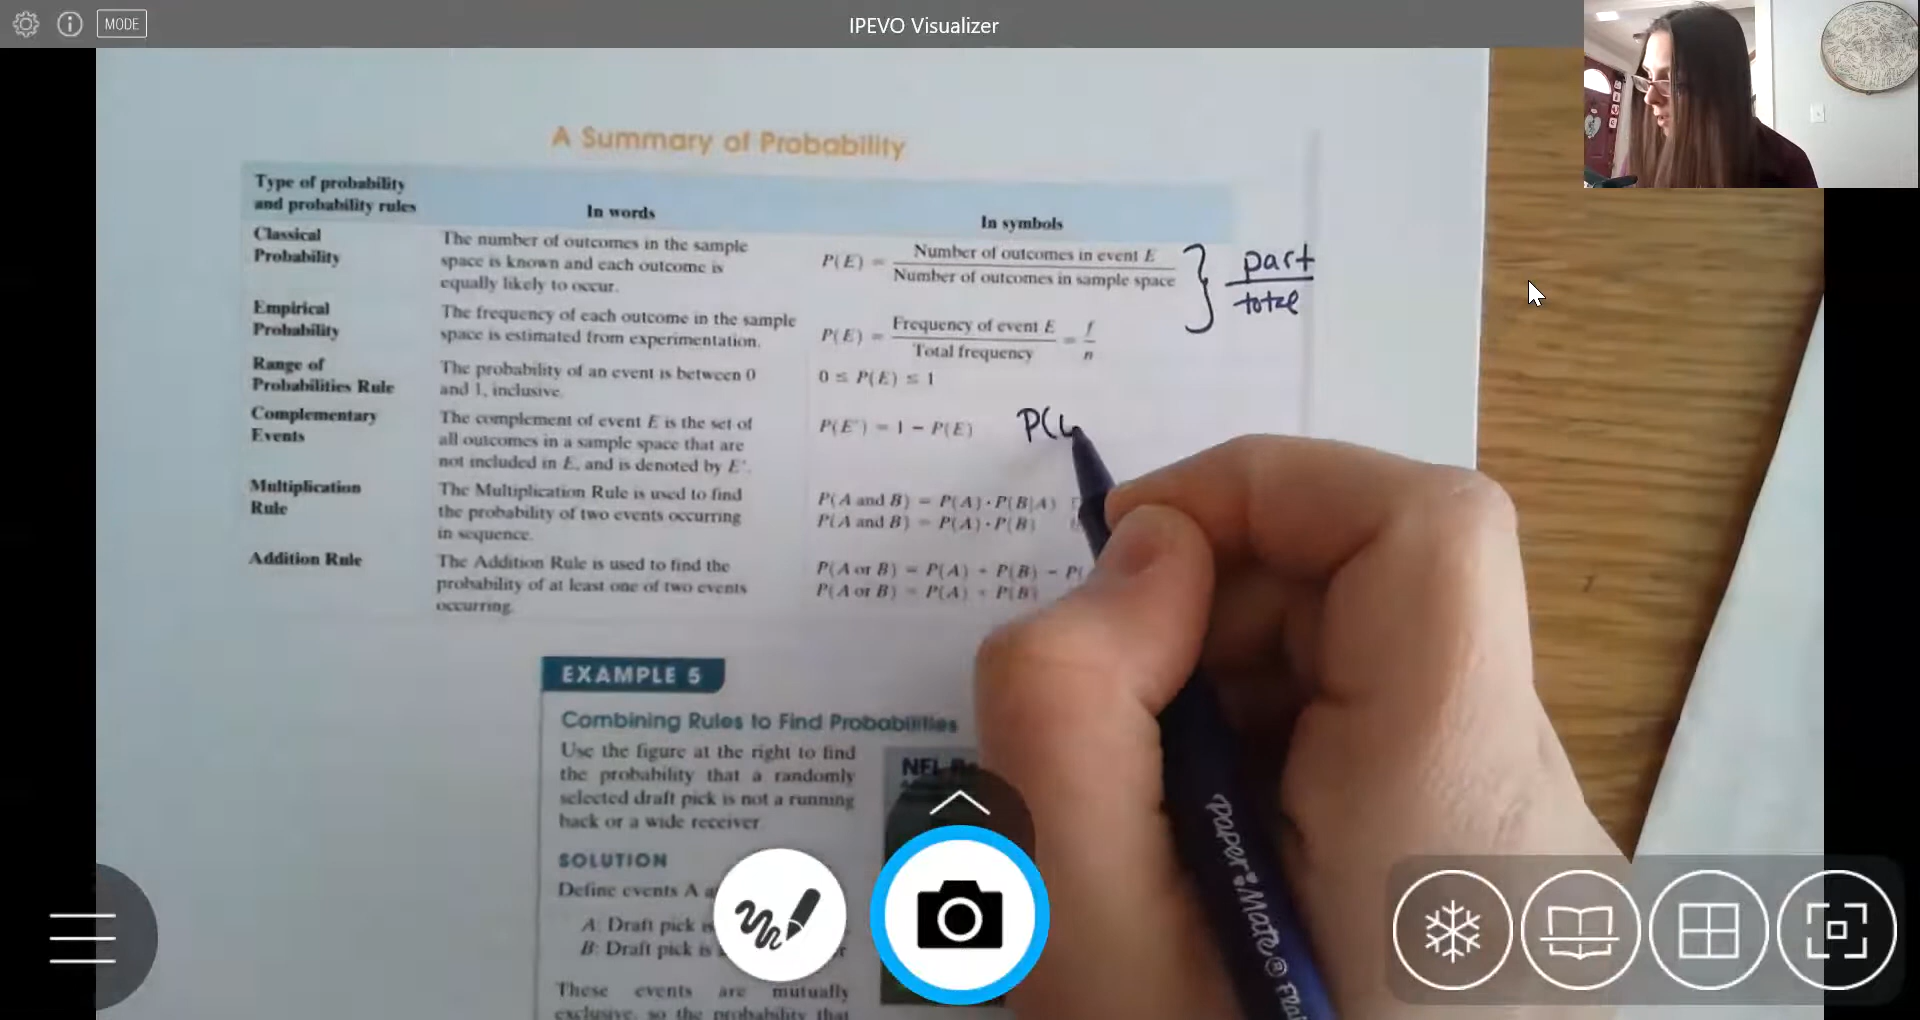 MODE
IPEVO Visualizer
A Summary of Probability
Type of probability
and probability rules
In words
In symbols
Classical
Probability
The number of outcomes in the sample
space is known and each outcome is
equally likely to occur.
P(E) = Number of outcomes in event E
Number of outcomes in sample space
part
total
Empirical
Probability
The frequency of each outcome in the sample
space is estimated from experimentation.
P(E) = Frequency of event E = f
Total frequency n
Range of
Probabilities Rule
The probability of an event is between 0
and 1, inclusive.
0 ≤ P(E) ≤ 1
Complementary
Events
The complement of event E is the set of
all outcomes in a sample space that are
not included in E, and is denoted by E'.
P(E') = 1 - P(E)
P(
Multiplication
Rule
The Multiplication Rule is used to find
the probability of two events occurring
in sequence.
P(A and B) = P(A) · P(B|A)
P(A and B) = P(A) · P(B)
Addition Rule
The Addition Rule is used to find the
probability of at least one of two events
occurring.
P(A or B) = P(A) + P(B) - P(
P(A or B) = P(A) + P(B)
EXAMPLE 5
Combining Rules to Find Probabilities
Use the figure at the right to find
the probability that a randomly
selected draft pick is not a running
back or a wide receiver.
NFL
SOLUTION
Define events A
A: Draft pick is
B: Draft pick is
These events are mutually
exclusive, so the probability that
Paper Mate®